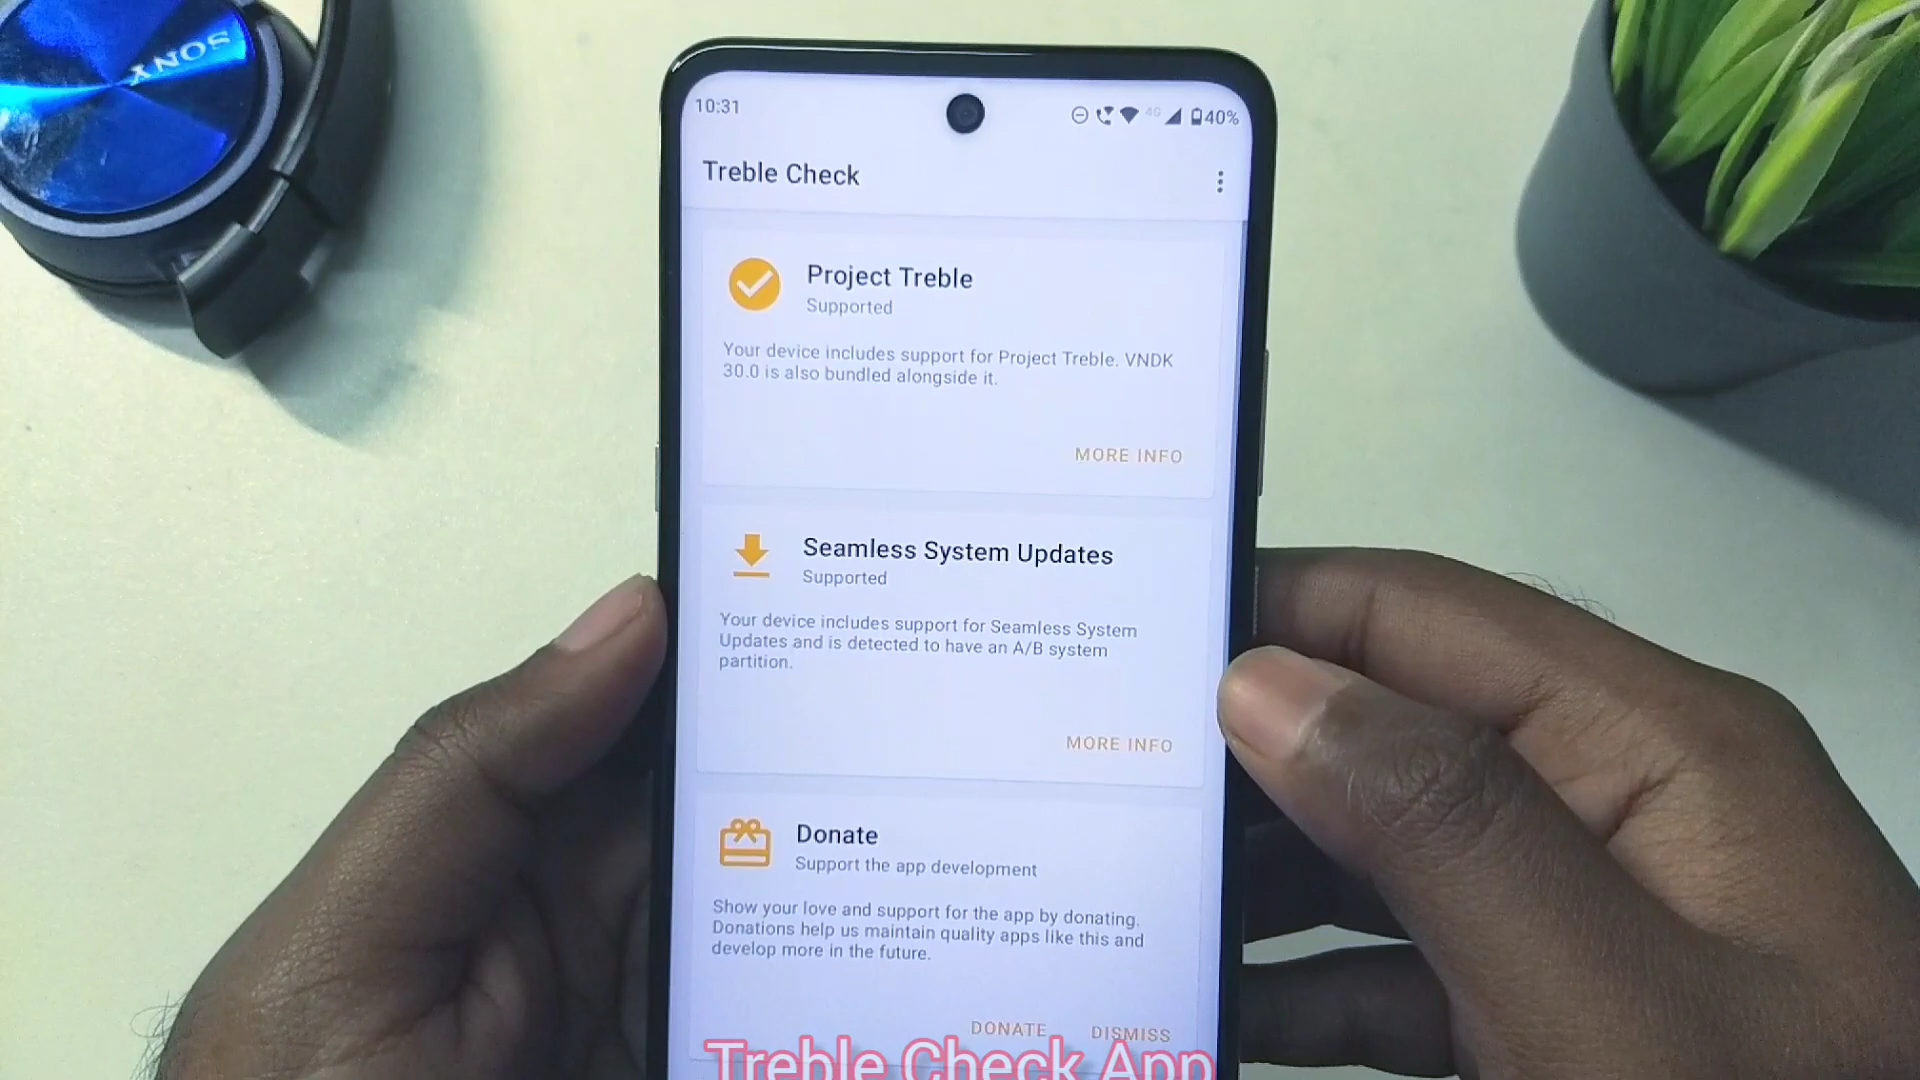 SONY
10:31
4G
40%
Treble Check
Project Treble
Supported
Your device includes support for Project Treble. VNDK
30.0 is also bundled alongside it.
MORE INFO
Seamless System Updates
Supported
Your device includes support for Seamless System
Updates and is detected to have an A/B system
partition.
MORE INFO
Donate
Support the app development
Show your love and support for the app by donating.
Donations help us maintain quality apps like this and
develop more in the future.
DONATE DISMISS
Treble Check App